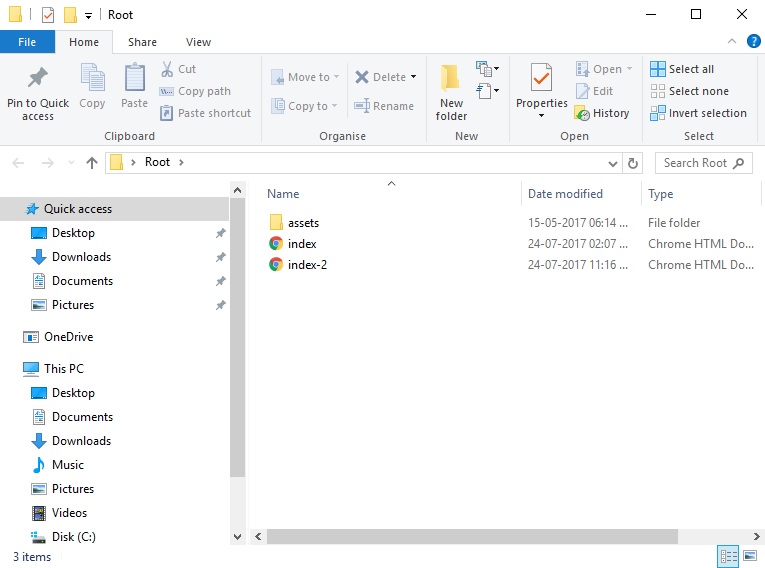 Root
File Home Share View
Pin to Quick access
Copy
Paste
Cut
Copy path
Paste shortcut
Clipboard
Move to
Copy to
Delete
Rename
Organise
New folder
New
Properties
Open
Edit
History
Open
Select all
Select none
Invert selection
Select
Root
Search Root
Quick access
Desktop
Downloads
Documents
Pictures
OneDrive
This PC
Desktop
Documents
Downloads
Music
Pictures
Videos
Disk (C:)
Name Date modified Type
assets 15-05-2017 06:14 ... File folder
index 24-07-2017 02:07 ... Chrome HTML Do...
index-2 24-07-2017 11:16 ... Chrome HTML Do...
3 items